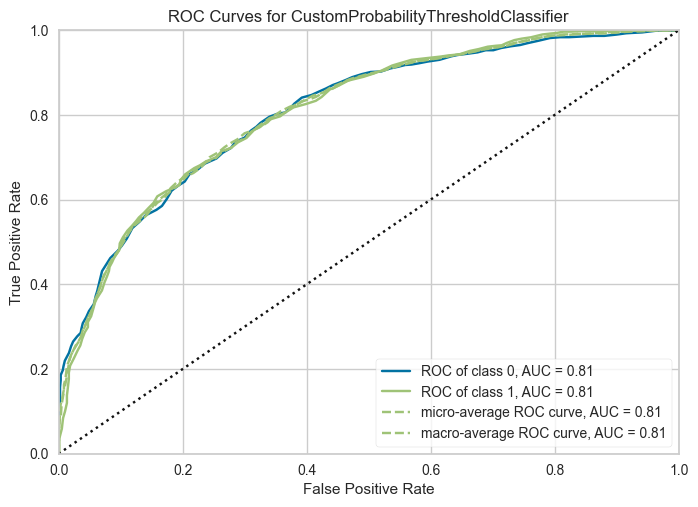 ROC Curves for CustomProbabilityThresholdClassifier
1.0
0.8
0.6
0.4
0.2
0.0
True Positive Rate
ROC of class 0, AUC = 0.81
ROC of class 1, AUC = 0.81
micro-average ROC curve, AUC = 0.81
macro-average ROC curve, AUC = 0.81
0.0 0.2 0.4 0.6 0.8 1.0
False Positive Rate